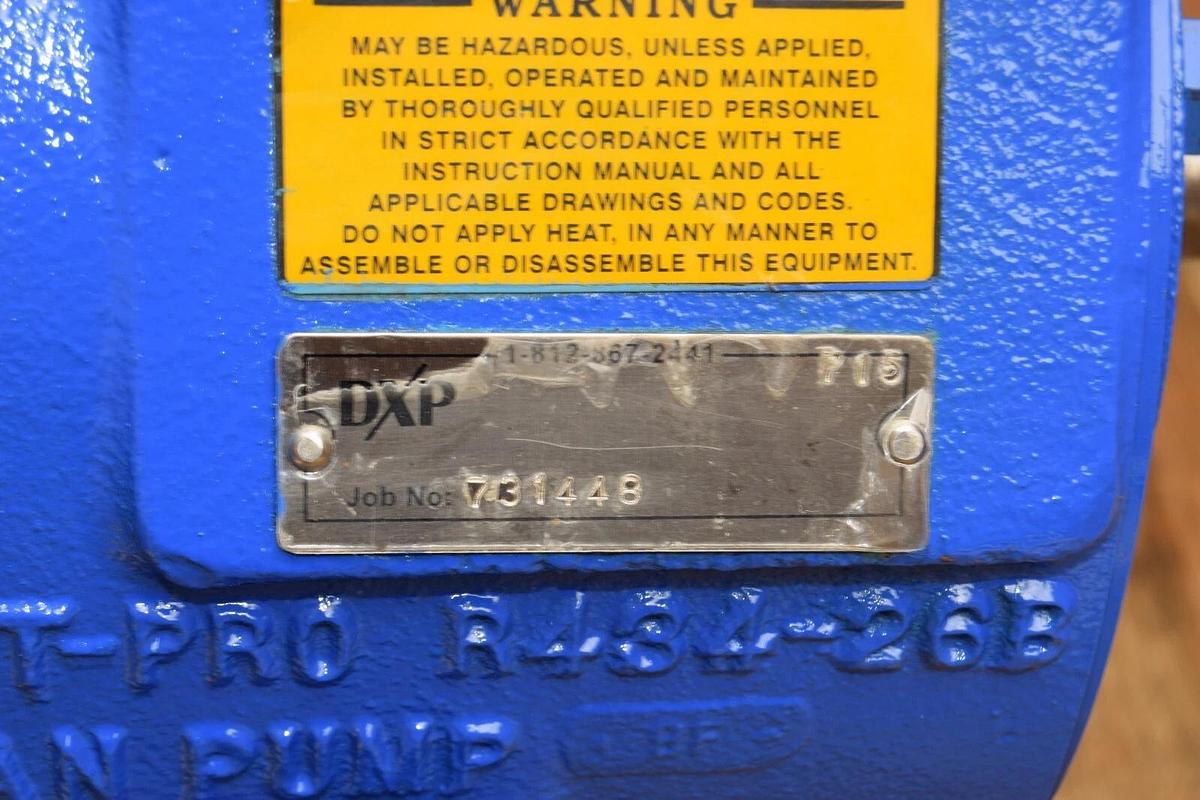 WARNING
MAY BE HAZARDOUS, UNLESS APPLIED,
INSTALLED, OPERATED AND MAINTAINED
BY THOROUGHLY QUALIFIED PERSONNEL
IN STRICT ACCORDANCE WITH THE
INSTRUCTION MANUAL AND ALL
APPLICABLE DRAWINGS AND CODES.
DO NOT APPLY HEAT, IN ANY MANNER TO
ASSEMBLE OR DISASSEMBLE THIS EQUIPMENT.
1-812-867-2441 715
DXP
Job No: 731448
T-PRO R434-26B
AN PUMP